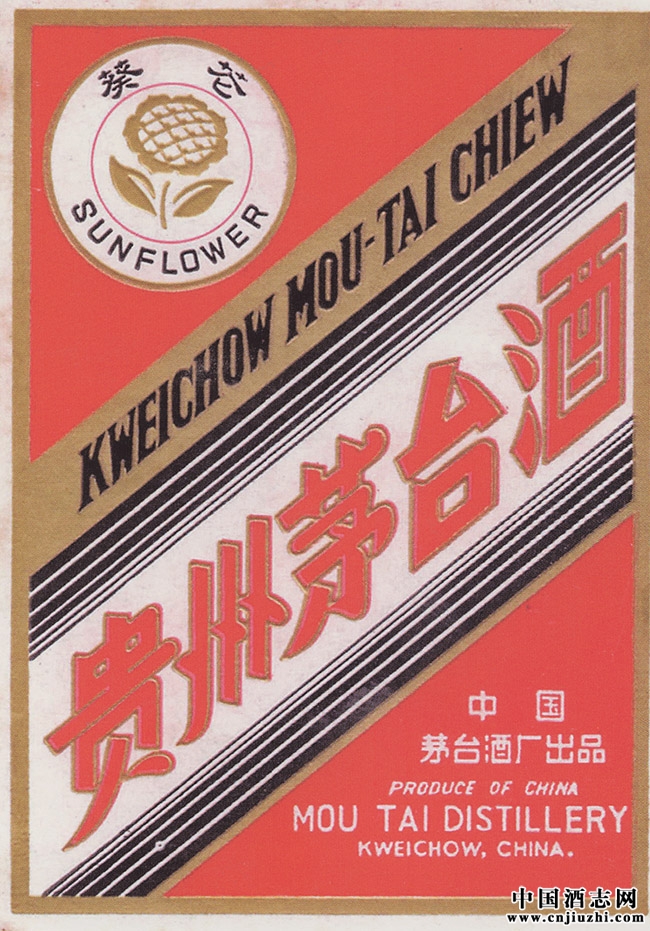 葵花
SUNFLOWER
KWEICHOW MOU-TAI CHIEW
贵州茅台酒
中国
茅台酒厂出品
PRODUCE OF CHINA
MOU TAI DISTILLERY
KWEICHOW, CHINA.
中国酒志网
www.cnjiuzhi.com